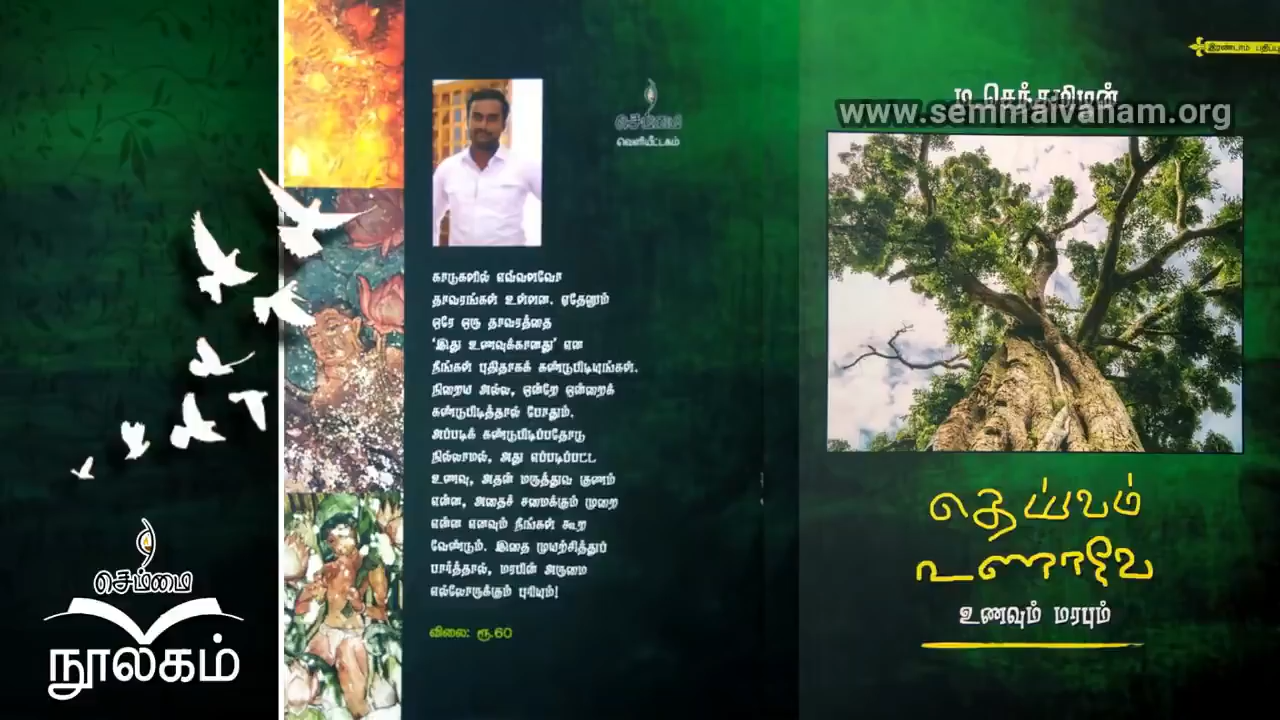 செம்மை
நூலகம்
செம்மை
வெளியீட்டகம்
காடுகளில் எவ்வளவோ
தாவரங்கள் உள்ளன. ஏதேனும்
ஒரே ஒரு தாவரத்தை
‘இது உணவுக்கானது’ என
நீங்கள் புதிதாகக் கண்டுபிடியுங்கள்.
நிறைய அல்ல, ஒன்றே ஒன்றைக்
கண்டுபிடித்தால் போதும்.
அப்படிக் கண்டுபிடிப்பதோடு
நில்லாமல், அது எப்படிப்பட்ட
உணவு, அதன் மருத்துவ குணம்
என்ன, அதைச் சமைக்கும் முறை
என்ன எனவும் நீங்கள் கூற
வேண்டும். இதை முயற்சித்துப்
பார்த்தால், மரபின் அருமை
எல்லோருக்கும் புரியும்!
விலை: ரூ.60
இரண்டாம் பதிப்பு
ம.செந்தமிழன்
www.semmaivanam.org
தெய்வம்
உணாவே
உணவும் மரபும்